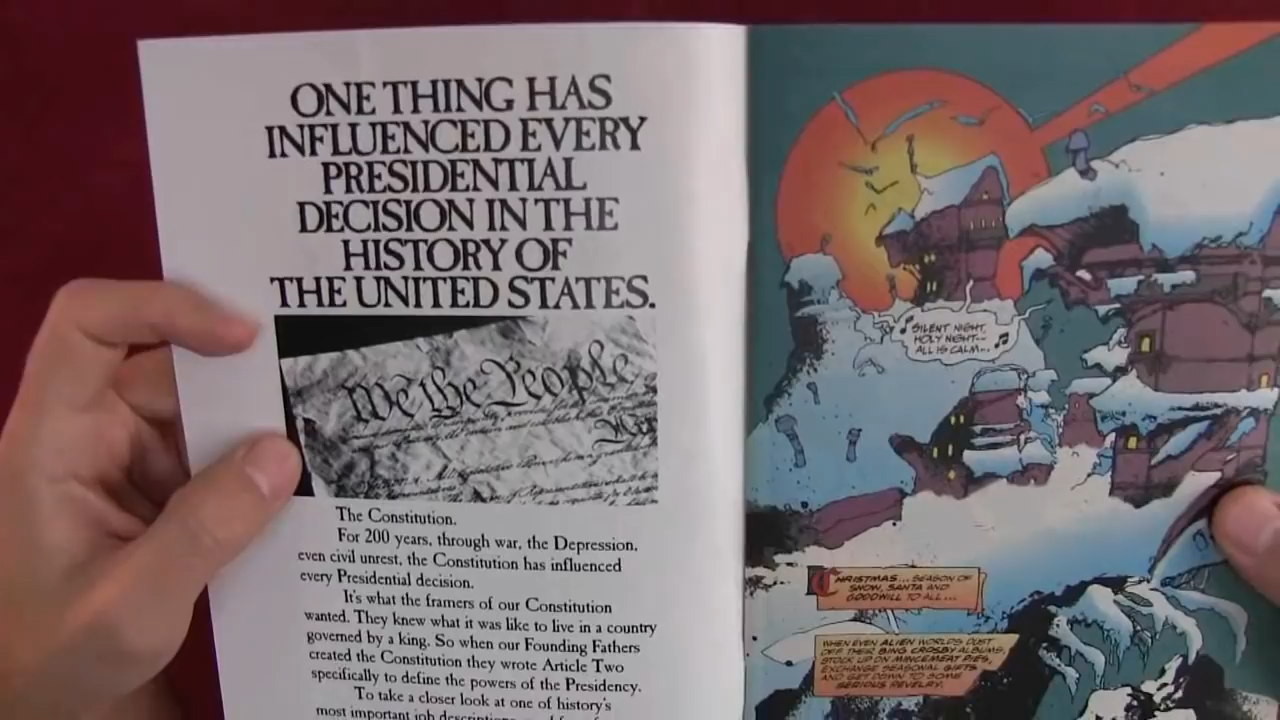 ONE THING HAS
INFLUENCED EVERY
PRESIDENTIAL
DECISION IN THE
HISTORY OF
THE UNITED STATES.
We the People
The Constitution.
For 200 years, through war, the Depression,
even civil unrest, the Constitution has influenced
every Presidential decision.
It's what the framers of our Constitution
wanted. They knew what it was like to live in a country
governed by a king. So when our Founding Fathers
created the Constitution they wrote Article Two
specifically to define the powers of the Presidency.
To take a closer look at one of history's
most important job
SILENT NIGHT,
HOLY NIGHT--
ALL IS CALM...
CHRISTMAS... SEASON OF
SNOW, SANTA AND
GOODWILL TO ALL...
WHEN EVEN ALIEN WORLDS DUST
OFF THEIR BING CROSBY ALBUMS,
STOCK UP ON MINCEMEAT PIES,
EXCHANGE SEASONAL GIFTS
AND GET DOWN TO SOME
SERIOUS REVELRY.